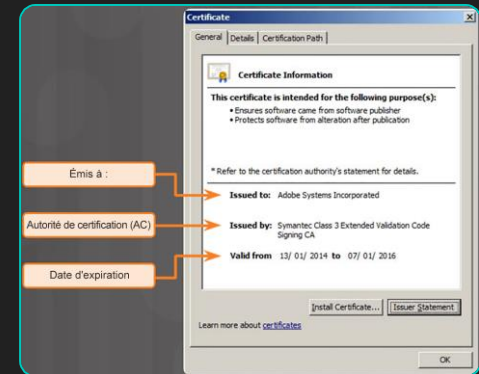 Certificate
General Details Certification Path
Certificate Information
This certificate is intended for the following purpose(s):
• Ensures software came from software publisher
• Protects software from alteration after publication
* Refer to the certification authority's statement for details.
Émis à :
Issued to: Adobe Systems Incorporated
Autorité de certification (AC)
Issued by: Symantec Class 3 Extended Validation Code
Signing CA
Date d'expiration
Valid from 13/ 01/ 2014 to 07/ 01/ 2016
Install Certificate... Issuer Statement
Learn more about certificates
OK